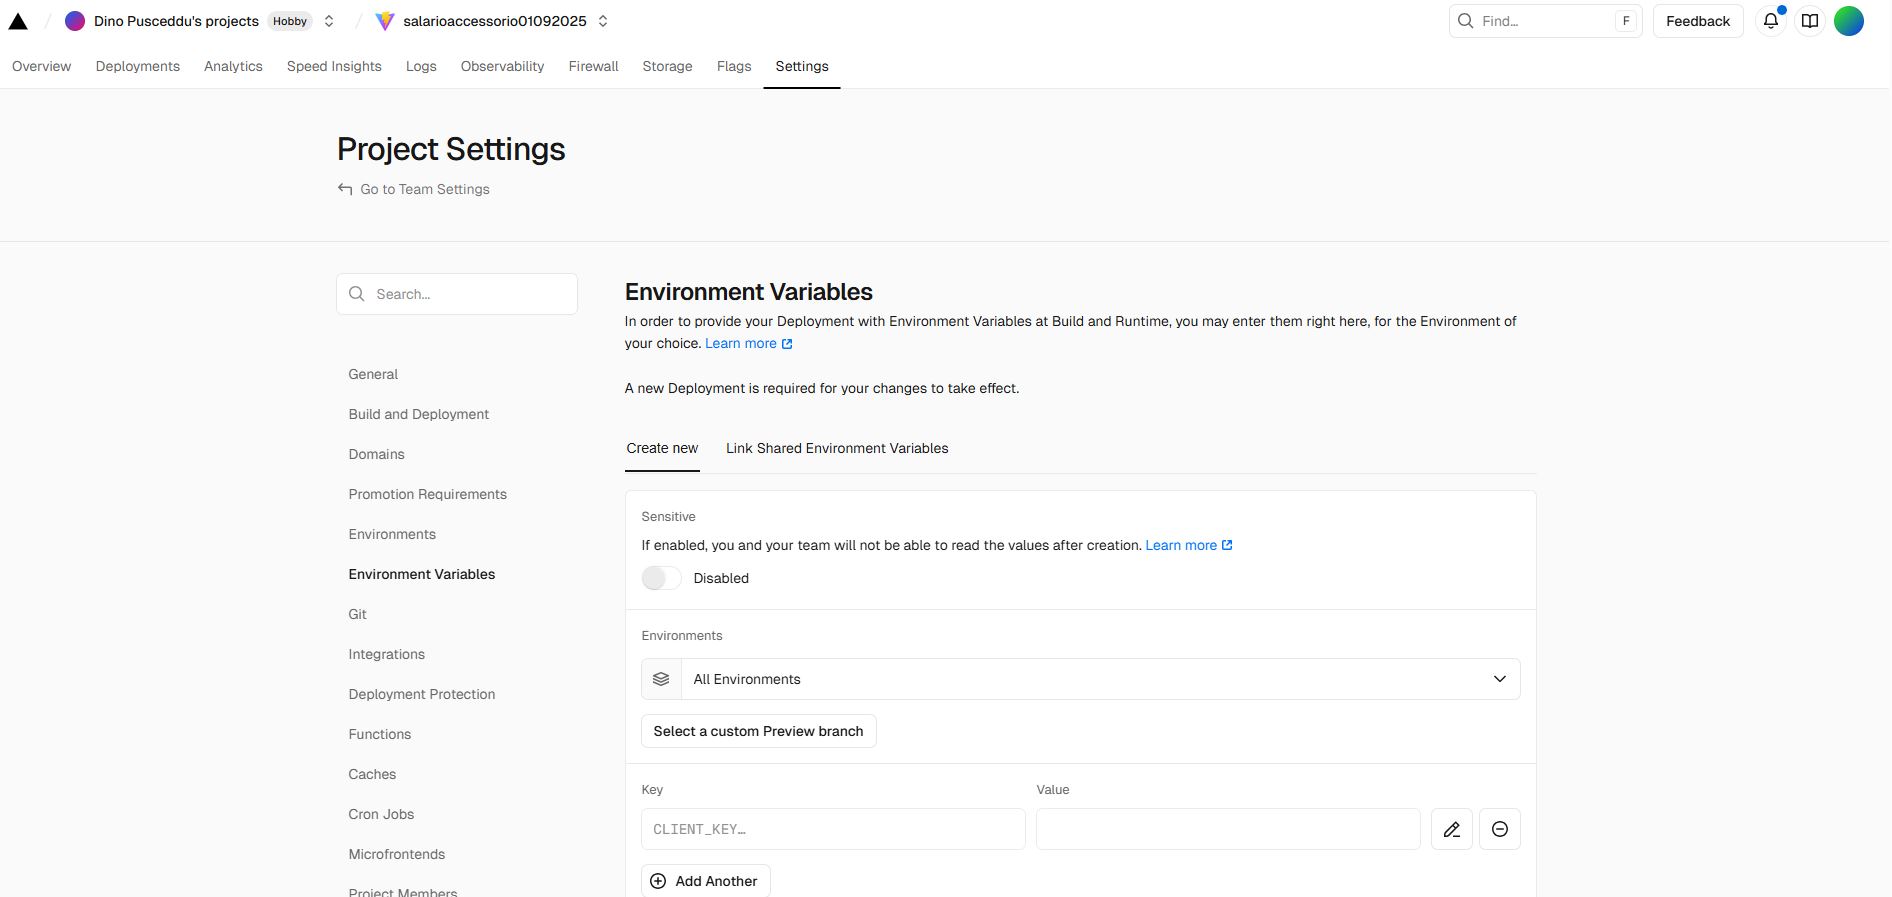 Dino Pusceddu's projects Hobby salarioaccessorio01092025 Find... F Feedback
Overview Deployments Analytics Speed Insights Logs Observability Firewall Storage Flags Settings
Project Settings
Go to Team Settings
Search...
General
Build and Deployment
Domains
Promotion Requirements
Environments
Environment Variables
Git
Integrations
Deployment Protection
Functions
Caches
Cron Jobs
Microfrontends
Project Members
Environment Variables
In order to provide your Deployment with Environment Variables at Build and Runtime, you may enter them right here, for the Environment of
your choice. Learn more
A new Deployment is required for your changes to take effect.
Create new Link Shared Environment Variables
Sensitive
If enabled, you and your team will not be able to read the values after creation. Learn more
Disabled
Environments
All Environments
Select a custom Preview branch
Key Value
CLIENT_KEY...
Add Another